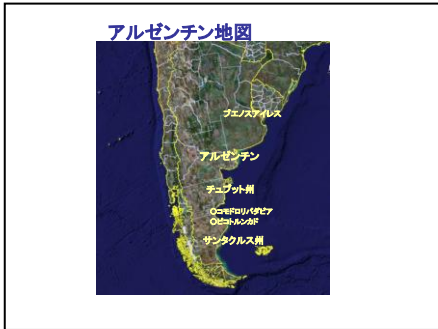 アルゼンチン地図
ブエノスアイレス
アルゼンチン
チュブット州
○コモドロリバダビア
○ピコトルンカド
サンタクルス州